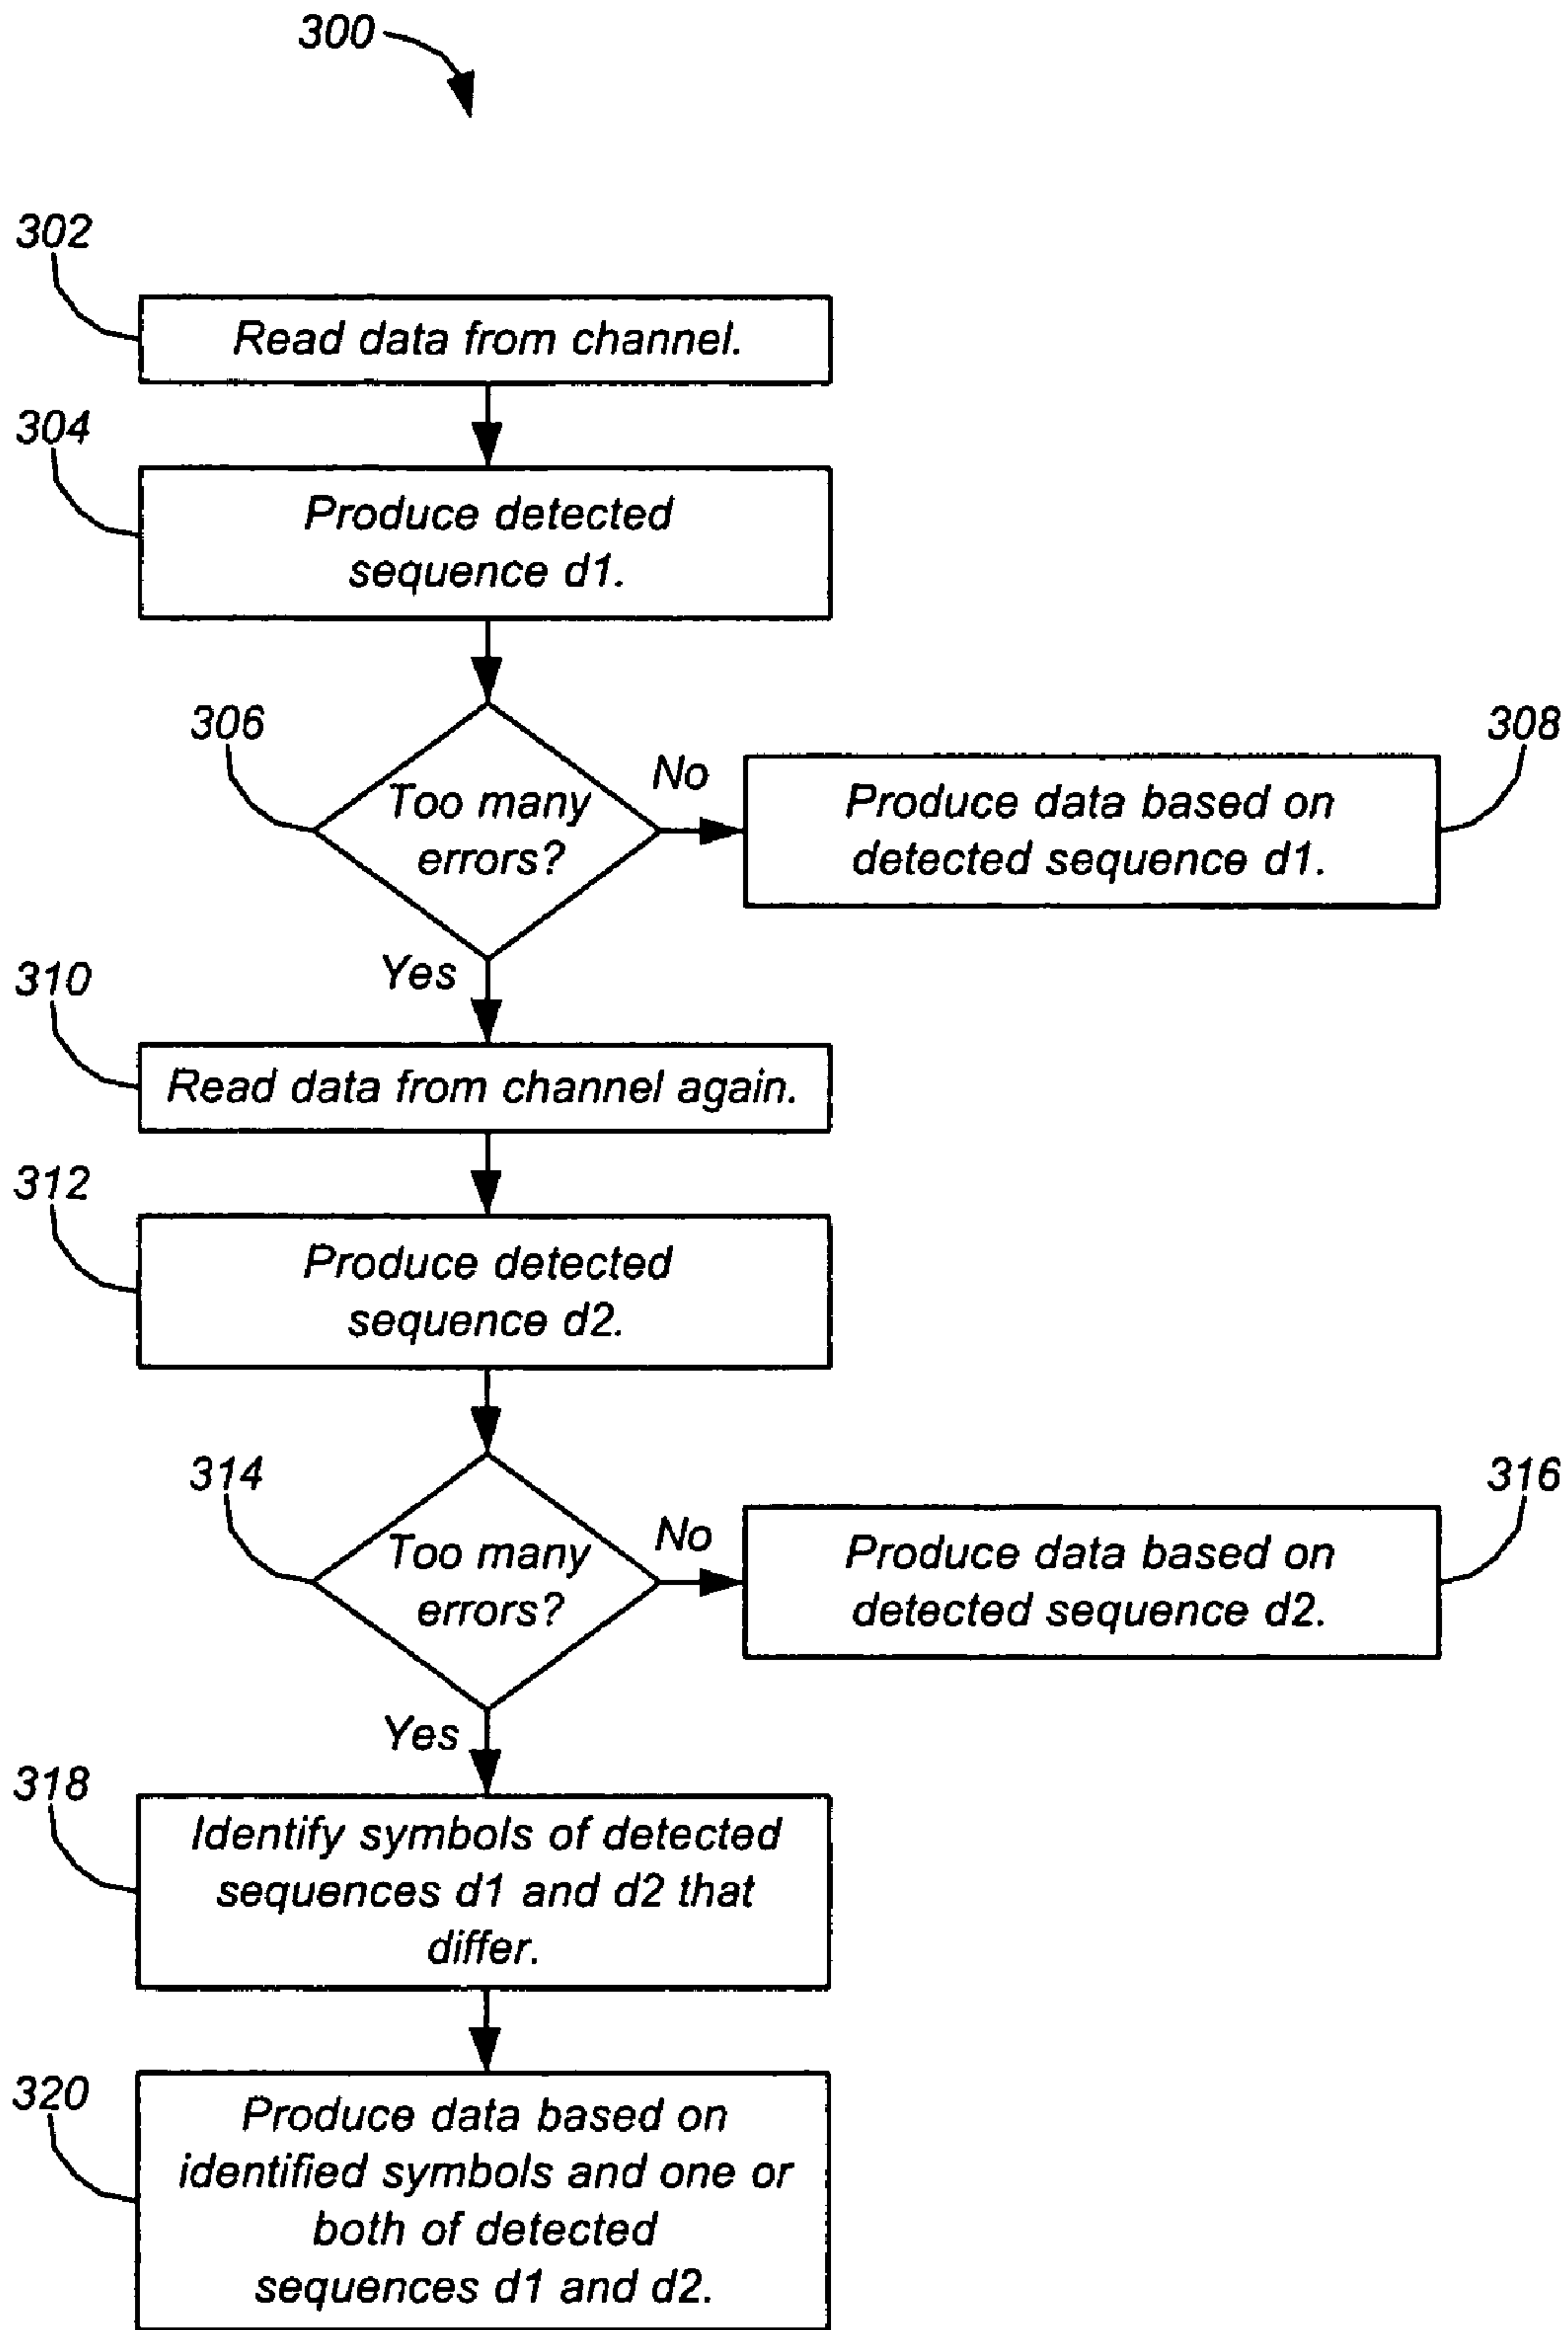 300
302
Read data from channel.
304
Produce detected
sequence d1.
306
Too many
errors?
No
308
Produce data based on
detected sequence d1.
Yes
310
Read data from channel again.
312
Produce detected
sequence d2.
314
Too many
errors?
No
316
Produce data based on
detected sequence d2.
Yes
318
Identify symbols of detected
sequences d1 and d2 that
differ.
320
Produce data based on
identified symbols and one or
both of detected
sequences d1 and d2.